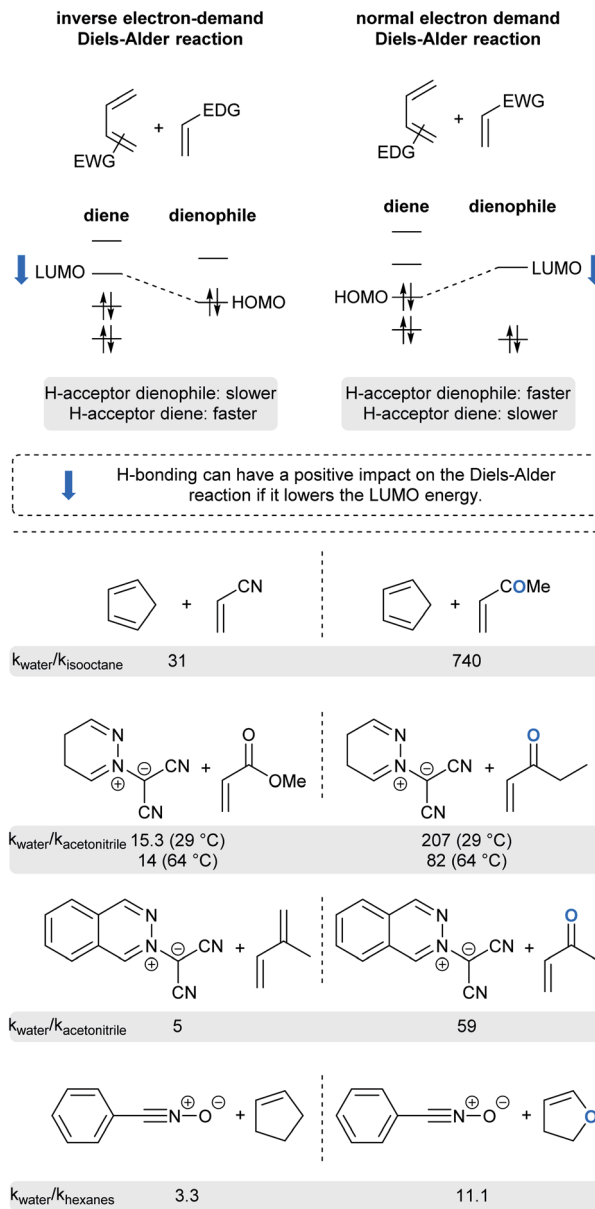 inverse electron-demand
Diels-Alder reaction
normal electron demand
Diels-Alder reaction
EDG
+
EWG
EWG
+
EDG
diene
dienophile
diene
dienophile
LUMO
HOMO
LUMO
HOMO
H-acceptor dienophile: slower
H-acceptor diene: faster
H-acceptor dienophile: faster
H-acceptor diene: slower
H-bonding can have a positive impact on the Diels-Alder
reaction if it lowers the LUMO energy.
+
CN
+
COMe
kwater/kisooctane 31 740
N
N
⊕
⊖
CN
CN
+
O
OMe
N
N
⊕
⊖
CN
CN
+
O
kwater/kacetonitrile 15.3 (29 °C) 207 (29 °C)
14 (64 °C) 82 (64 °C)
N
N
⊕
⊖
CN
CN
+
N
N
⊕
⊖
CN
CN
+
O
kwater/kacetonitrile 5 59
⊕ ⊖
N–O
+
⊕ ⊖
N–O
+
O
kwater/khexanes 3.3 11.1